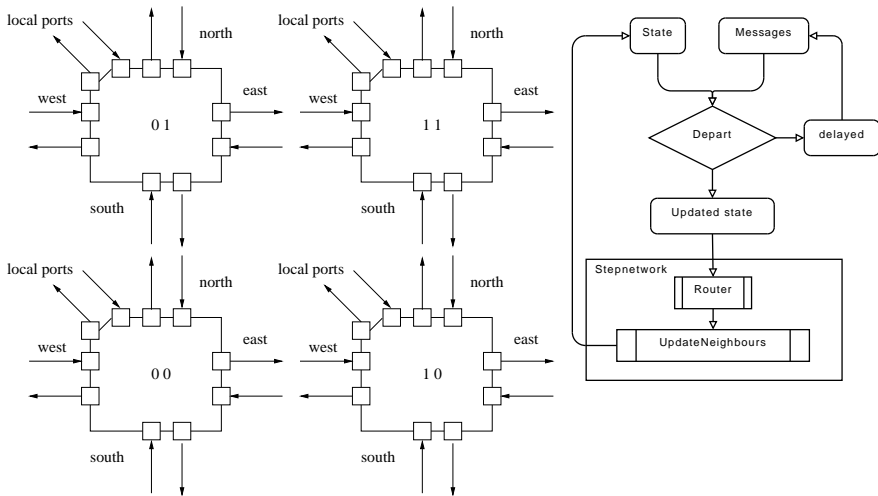 local ports
north
west
east
0 1
south
local ports
north
west
east
1 1
south
local ports
north
west
east
0 0
south
local ports
north
west
east
1 0
south
State
Messages
Depart
delayed
Updated state
Stepnetwork
Router
UpdateNeighbours